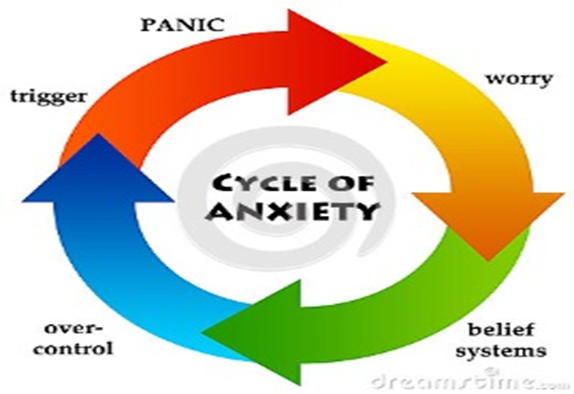 PANIC
trigger
worry
CYCLE OF
ANXIETY
over-
control
belief
systems
dreamstime.com